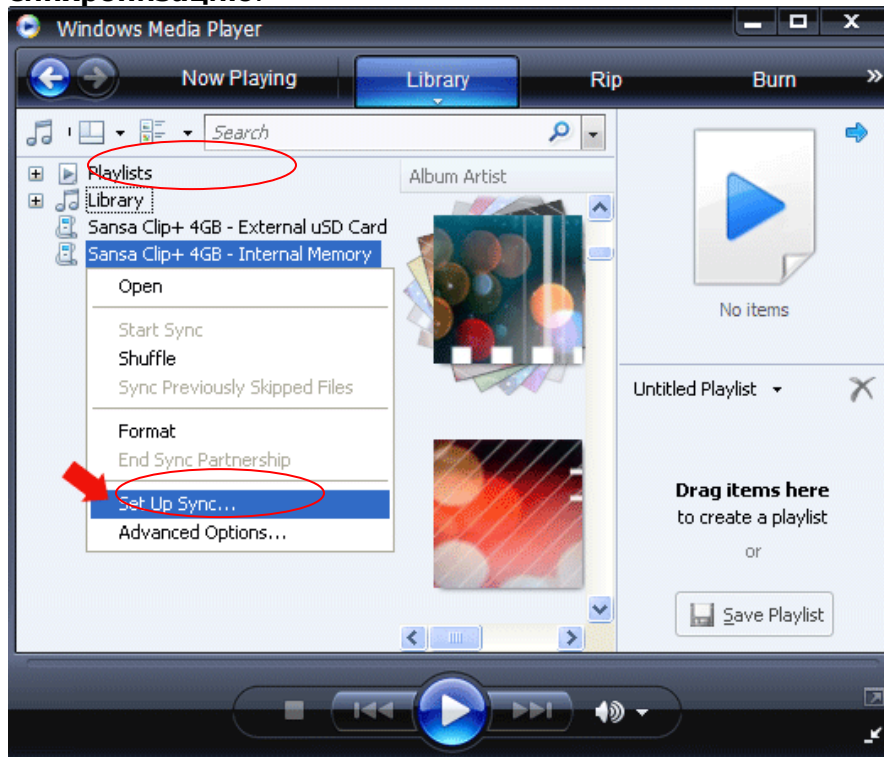 Windows Media Player
Now Playing Library Rip Burn »
Search
Playlists
Library
Sansa Clip+ 4GB - External uSD Card
Sansa Clip+ 4GB - Internal Memory
Open
Start Sync
Shuffle
Sync Previously Skipped Files
Format
End Sync Partnership
Set Up Sync...
Advanced Options...
Album Artist
No items
Untitled Playlist
Drag items here
to create a playlist
or
Save Playlist